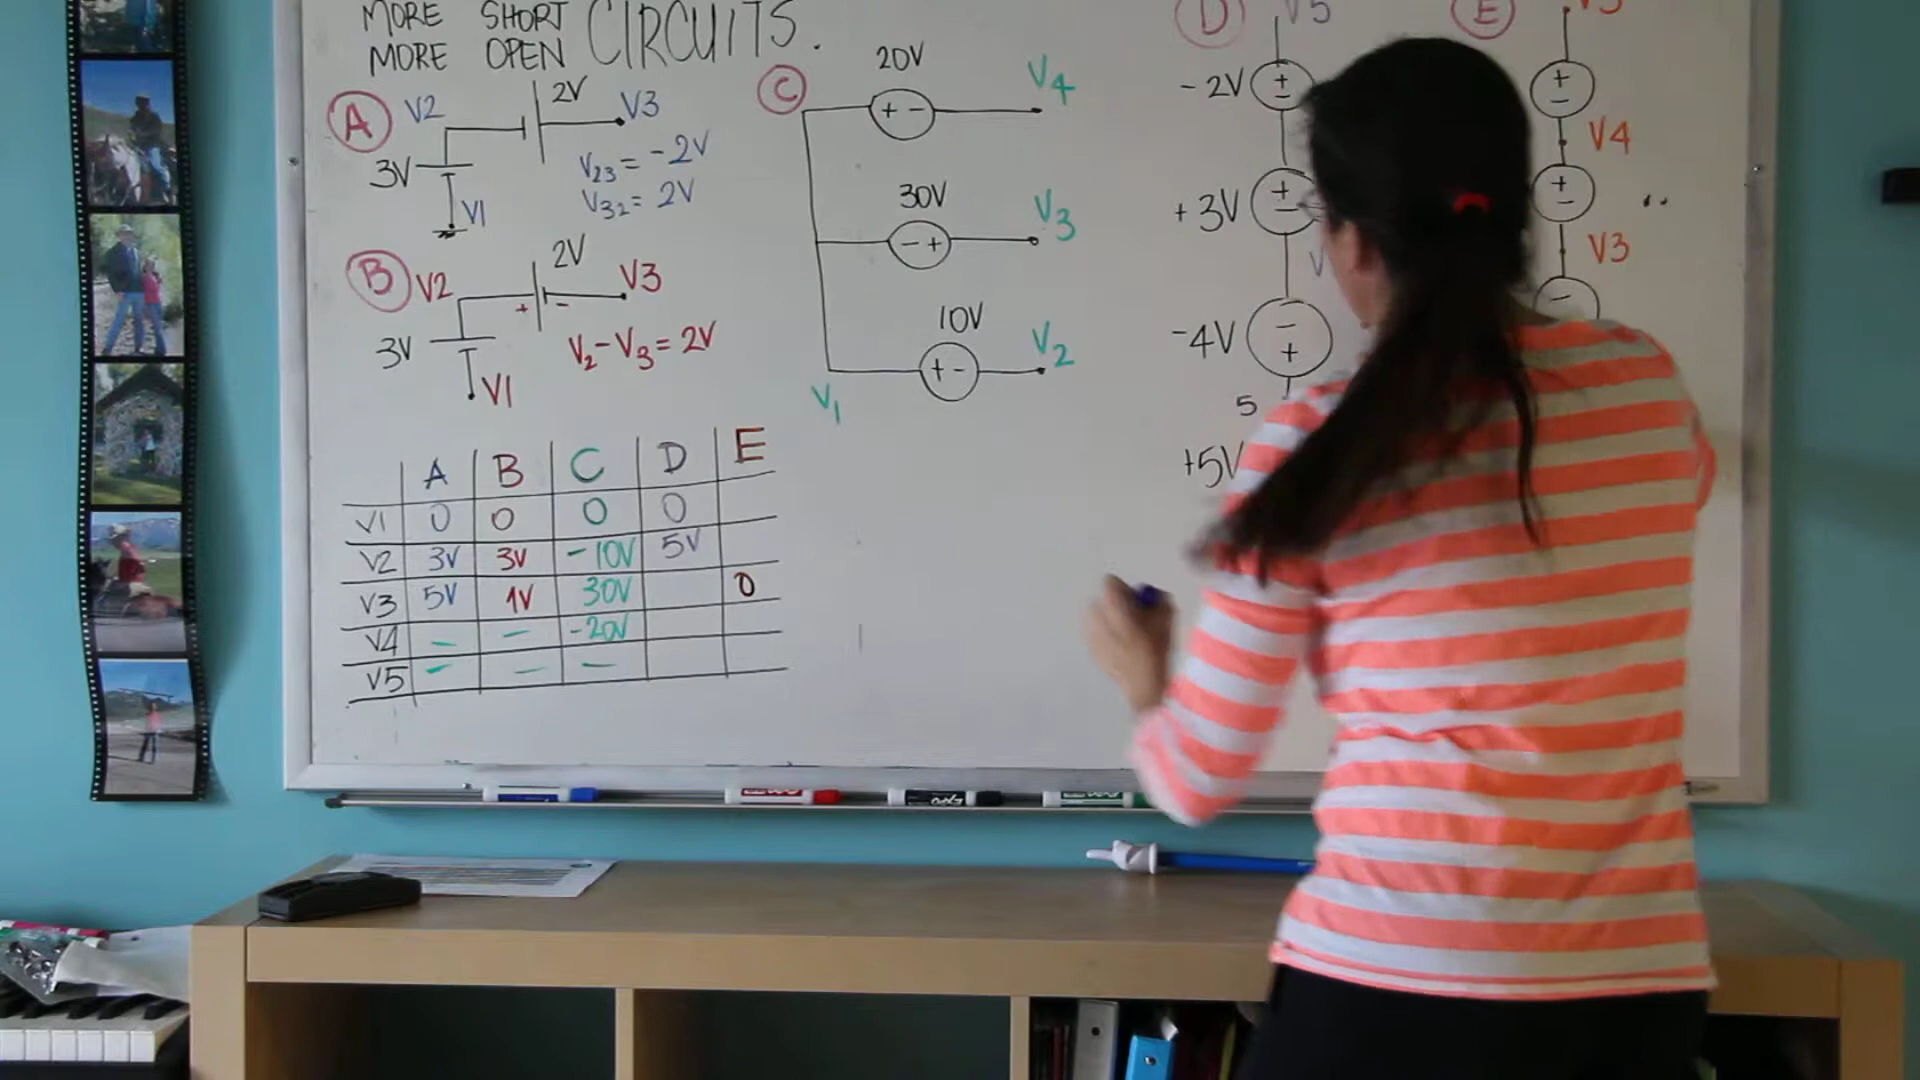 MORE SHORT
MORE OPEN CIRCUITS.
A
V2
2V
V3
3V
V1
V23 = -2V
V32 = 2V
B
V2
2V
V3
+ -
3V
V2 - V3 = 2V
V1
C
20V
+ -
V4
30V
- +
V3
10V
+ -
V2
V1
D
V5
-2V
+
-
+3V
+
-
V
-4V
-
+
5
+5V
E
V5
+
-
V4
+
-
V3
-
A B C D E
V1 0 0 0 0
V2 3V 3V -10V 5V
V3 5V 1V 30V 0
V4 - - -20V
V5 - - -